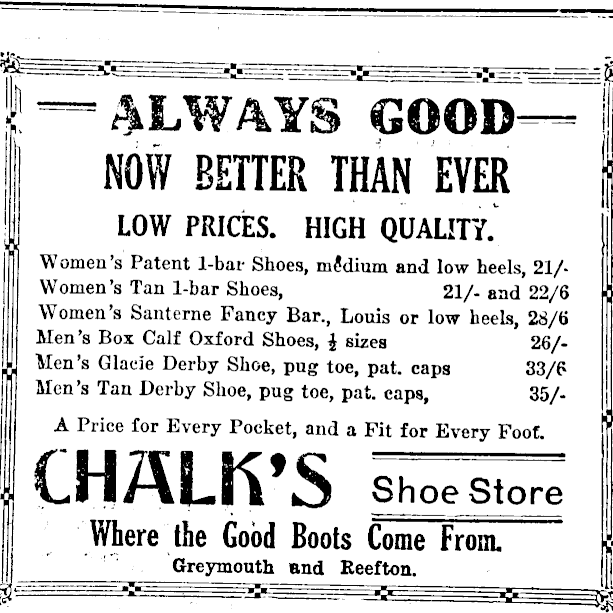 ALWAYS GOOD
NOW BETTER THAN EVER
LOW PRICES. HIGH QUALITY.
Women's Patent 1-bar Shoes, medium and low heels, 21/-
Women's Tan 1-bar Shoes, 21/- and 22/6
Women's Santerne Fancy Bar., Louis or low heels, 28/6
Men's Box Calf Oxford Shoes, ½ sizes 26/-
Men's Glacie Derby Shoe, pug toe, pat. caps 33/6
Men's Tan Derby Shoe, pug toe, pat. caps, 35/-
A Price for Every Pocket, and a Fit for Every Foot.
CHALK'S Shoe Store
Where the Good Boots Come From.
Greymouth and Reefton.